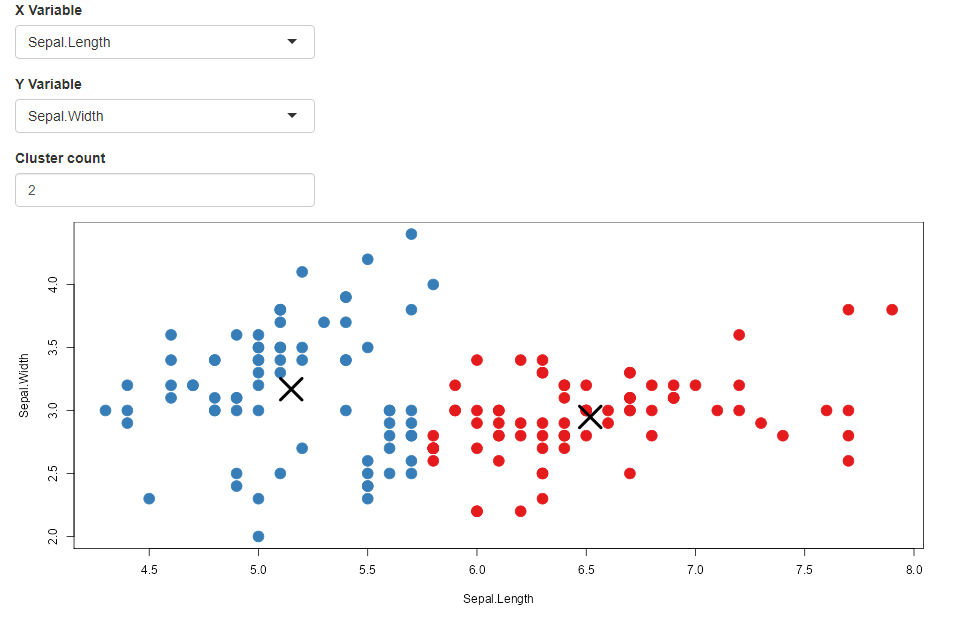 X Variable
Sepal.Length
Y Variable
Sepal.Width
Cluster count
2
4.0
3.5
3.0
2.5
2.0
Sepal.Width
4.5 5.0 5.5 6.0 6.5 7.0 7.5 8.0
Sepal.Length